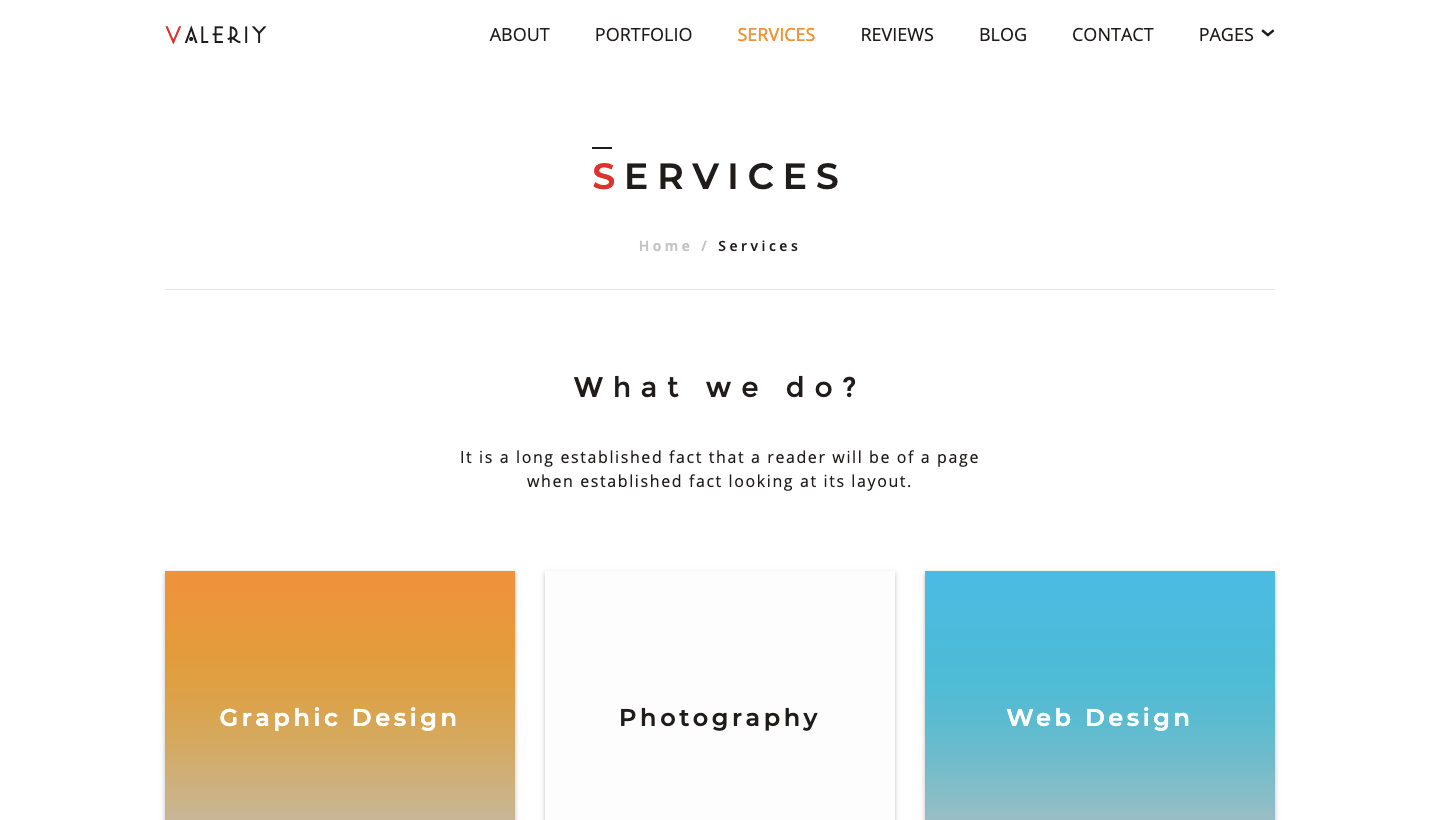 VALERIY
ABOUT PORTFOLIO SERVICES REVIEWS BLOG CONTACT PAGES
SERVICES
Home / Services
What we do?
It is a long established fact that a reader will be of a page
when established fact looking at its layout.
Graphic Design
Photography
Web Design